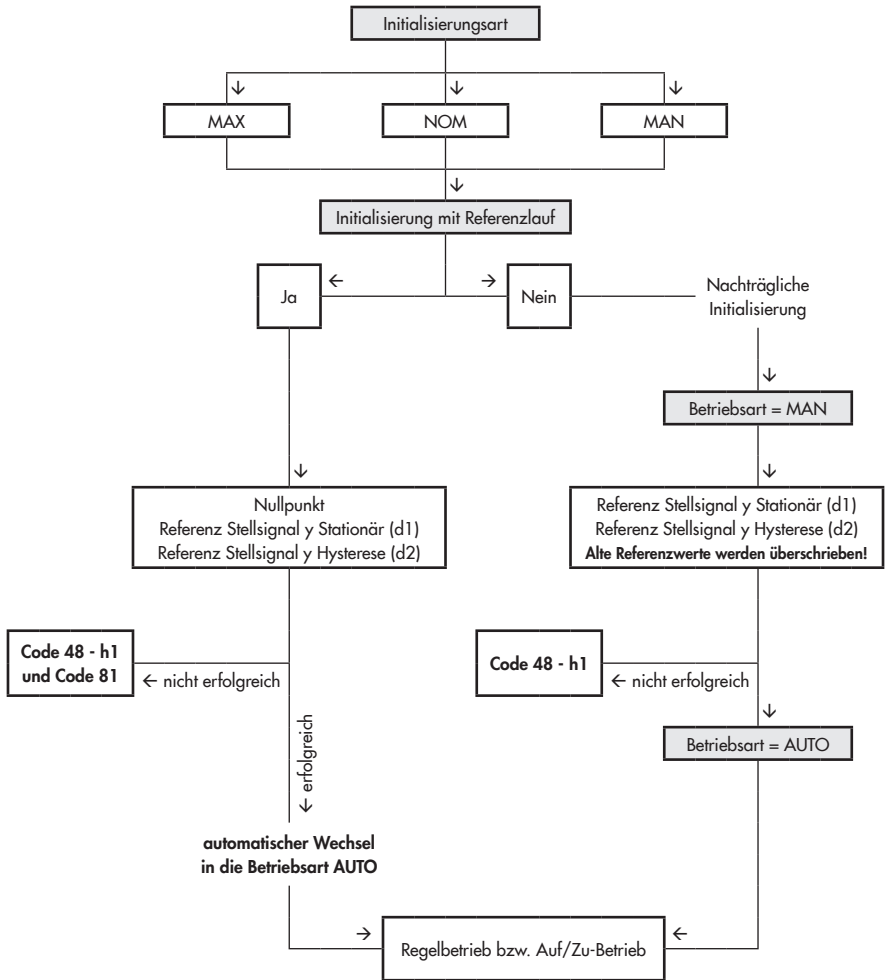 Initialisierungsart
MAX
NOM
MAN
Initialisierung mit Referenzlauf
Ja
Nein
Nachträgliche
Initialisierung
Betriebsart = MAN
Nullpunkt
Referenz Stellsignal y Stationär (d1)
Referenz Stellsignal y Hysterese (d2)
Referenz Stellsignal y Stationär (d1)
Referenz Stellsignal y Hysterese (d2)
Alte Referenzwerte werden überschrieben!
Code 48 - h1
und Code 81
← nicht erfolgreich
Code 48 - h1
← nicht erfolgreich
← erfolgreich
Betriebsart = AUTO
automatischer Wechsel
in die Betriebsart AUTO
Regelbetrieb bzw. Auf/Zu-Betrieb